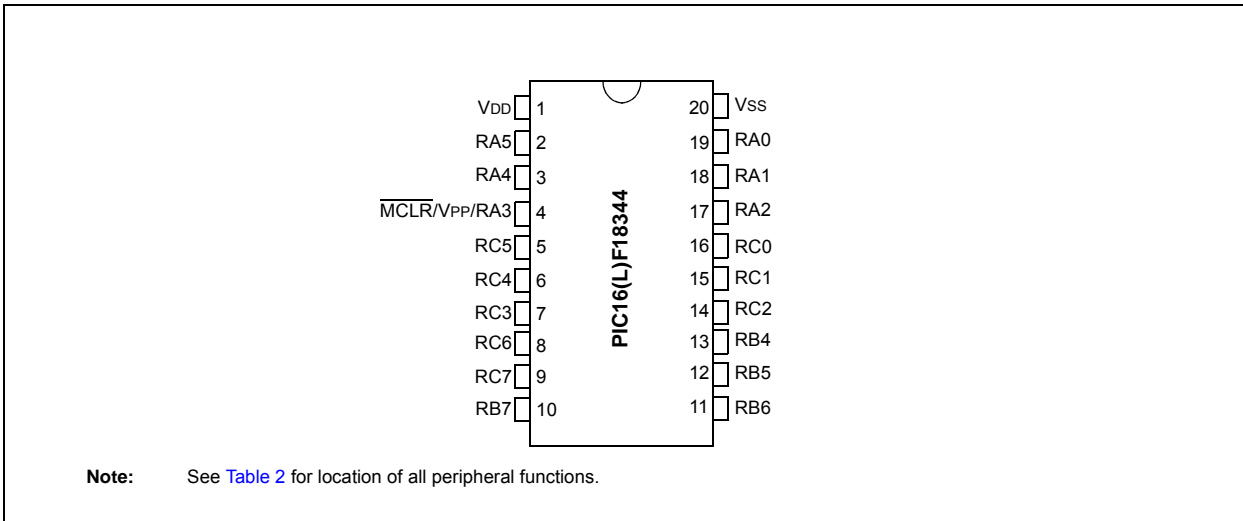 VDD 1 20 VSS
RA5 2 19 RA0
RA4 3 18 RA1
MCLR/VPP/RA3 4 17 RA2
RC5 5 16 RC0
RC4 6 15 RC1
RC3 7 14 RC2
RC6 8 13 RB4
RC7 9 12 RB5
RB7 10 11 RB6
PIC16(L)F18344
Note: See Table 2 for location of all peripheral functions.